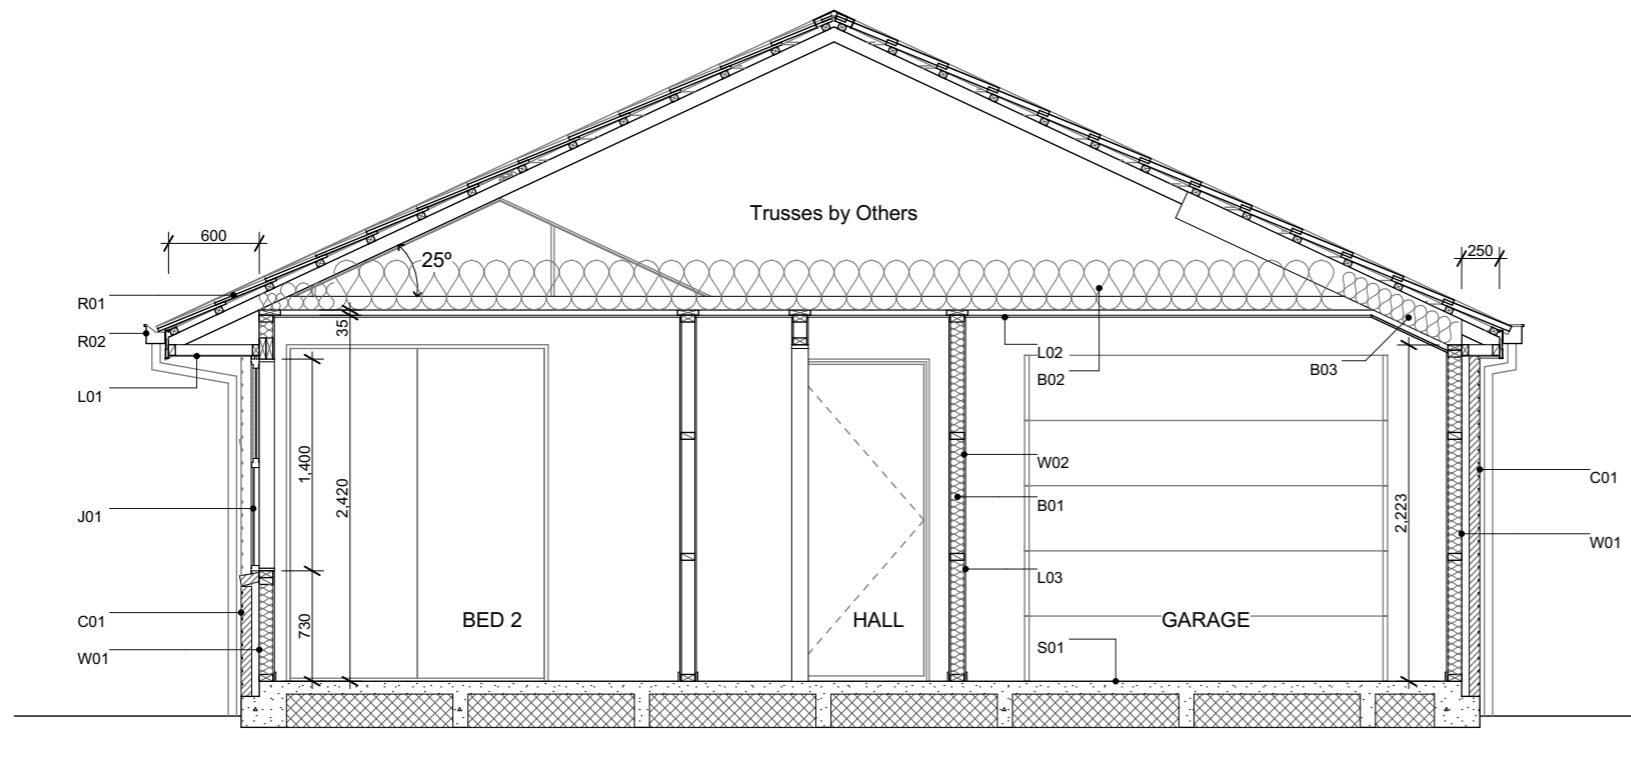 Trusses by Others
600
25º
250
R01
35
R02
L02
B03
L01
B02
1,400
W02
2,420
C01
J01
B01
2,223
W01
L03
C01
730
BED 2
HALL
GARAGE
S01
W01